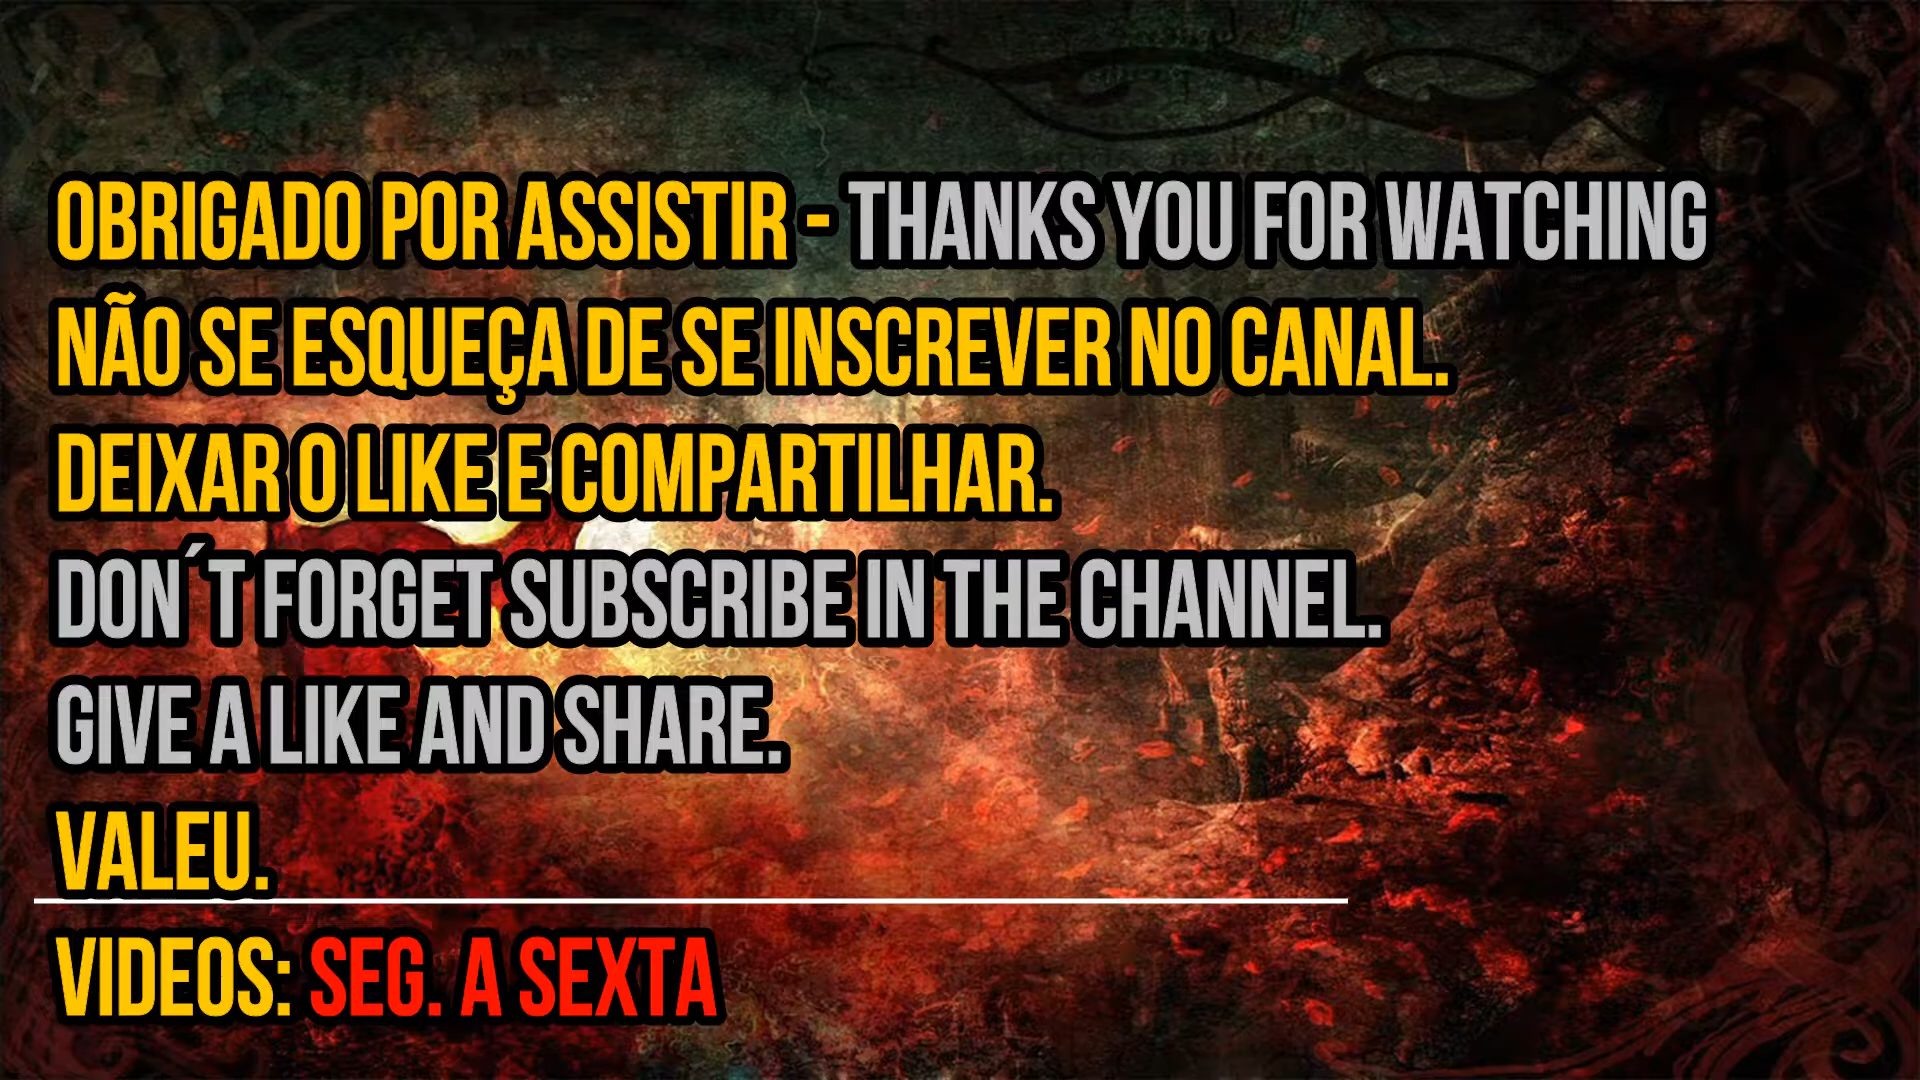 OBRIGADO POR ASSISTIR - THANKS YOU FOR WATCHING
NÃO SE ESQUEÇA DE SE INSCREVER NO CANAL.
DEIXAR O LIKE E COMPARTILHAR.
DON´T FORGET SUBSCRIBE IN THE CHANNEL.
GIVE A LIKE AND SHARE.
VALEU.
VIDEOS: SEG. A SEXTA